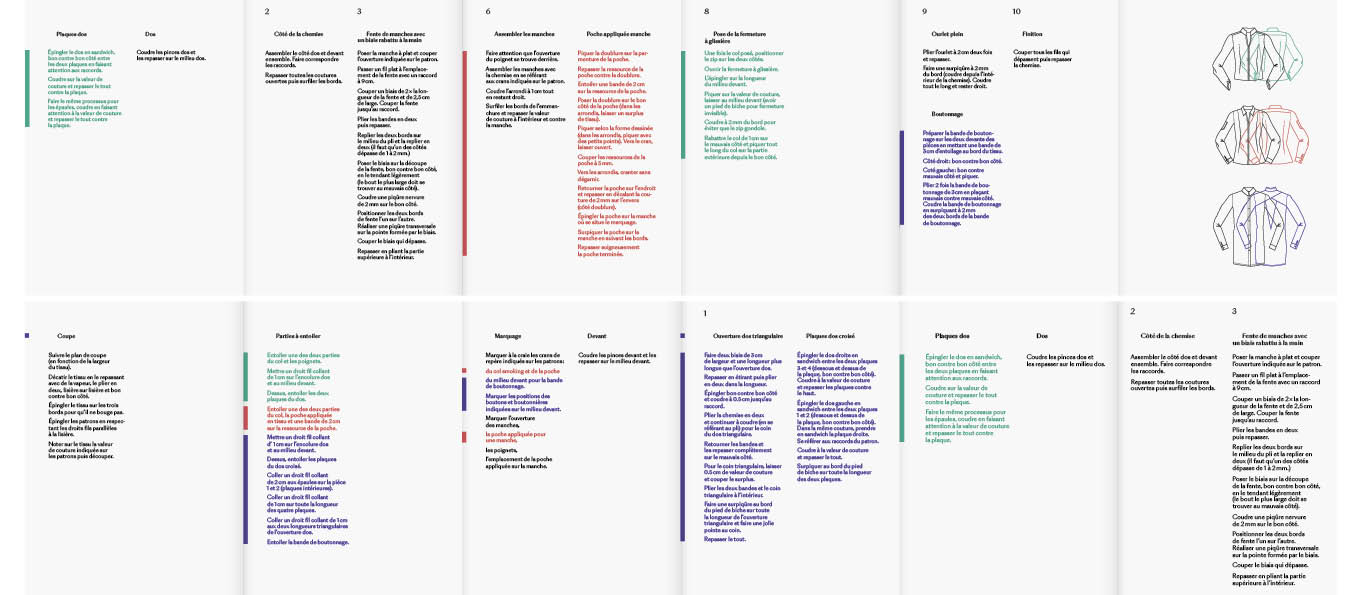 Plaques dos
Épingler le dos en sandwich,
bon contre bon côté entre
les deux plaques en faisant
attention aux raccords.
Coudre sur la valeur
de couture et repasser
le tout contre la plaque.
Faire le même processus pour
les épaules, coudre en faisant
attention à la valeur de couture
et repasser le tout contre
la plaque.
Dos
Coudre les pinces dos et
les repasser sur le milieu dos.
2
Côté de la chemise
Assembler le côté dos et devant
ensemble. Faire correspondre
les raccords.
Repasser toutes les coutures
ouvertes puis surfiler les bords.
3
Fente de manches avec
un biais rabattu à la main
Poser la manche à plat et couper
l'ouverture indiquée sur le patron.
Passer un fil plat à l'emplace-
ment de la fente avec un raccord
à 9cm.
Couper un biais de 2× la lon-
gueur de la fente et de 2,5 cm
de large. Couper la fente
jusqu'au raccord.
Plier les bandes en deux
puis repasser.
Replier les deux bords sur
le milieu du pli et la replier en
deux (il faut qu'un des côtés
dépasse de 1 à 2mm.)
Poser le biais sur la découpe
de la fente, bon contre bon côté,
en le tendant légèrement
(le bout le plus large doit se
trouver au mauvais côté).
Coudre une piqûre nervure
de 2mm sur le bon côté.
Positionner les deux bords
de fente l'un sur l'autre.
Réaliser une piqûre transversale
sur la pointe formée par le biais.
Couper le biais qui dépasse.
Repasser en pliant la partie
supérieure à l'intérieur.
6
Assembler les manches
Faire attention que l'ouverture
du poignet se trouve derrière.
Assembler les manches avec
la chemise en se référant
aux crans indiqués sur le patron.
Coudre l'arrondi à 1cm tout
en restant droit.
Surfiler les bords de l'emman-
chure et repasser la valeur
de couture à l'intérieur et contre
la manche.
Poche appliquée manche
Piquer la doublure sur la par-
menture de la poche.
Repasser la ressource de la
poche contre la doublure.
Entoiler une bande de 2cm
sur la ressource de la poche.
Poser la doublure sur le bon
côté de la poche (dans les
arrondis, laisser un surplus
de tissu).
Piquer selon la forme dessinée
(dans les arrondis, piquer avec
des petits points). Vers le cran,
laisser ouvert.
Couper les ressources de la
poche à 5 mm.
Vers les arrondis, cranter sans
dégarnir.
Retourner la poche sur l'endroit
et repasser en décalant la cou-
ture de 2mm sur l'envers
(côté doublure).
Épingler la poche sur la manche
où se situe le marquage.
Surpiquer la poche sur la
manche en suivant les bords.
Repasser soigneusement
la poche terminée.
8
Pose de la fermeture
à glissière
Une fois le col posé, positionner
le zip sur les deux côtés.
Ouvrir la fermeture à glissière.
L'épingler sur la longueur
du milieu devant.
Piquer sur la valeur de couture,
laisser au milieu devant (avoir
un pied de biche pour fermeture
invisible).
Coudre à 2mm du bord pour
éviter que le zip gondole.
Rabattre le col de 1cm sur
le mauvais côté et piquer tout
le long du col sur la partie
extérieure depuis le bon côté.
9
Ourlet plein
Plier l'ourlet à 2cm deux fois
et repasser.
Faire une surpiqûre à 2mm
du bord (coudre depuis l'inté-
rieur de la chemise). Coudre
tout le long et rester droit.
Boutonnage
Préparer la bande de bouton-
nage sur les deux devants des
pièces en mettant une bande de
3cm d'entoilage au bord du tissu.
Côté droit: bon contre bon côté.
Coté gauche: bon contre
mauvais côté et piquer.
Plier 2 fois la bande de bou-
tonnage de 3cm en plaçant
mauvais contre mauvais côté.
Coudre la bande de boutonnage
en surpiquant à 2mm
des deux bords de la bande
de boutonnage.
10
Finition
Couper tous les fils qui
dépassent puis repasser
la chemise.
Coupe
Suivre le plan de coupe
(en fonction de la largeur
du tissu).
Décatir le tissu en le repassant
avec de la vapeur, le plier en
deux, lisière sur lisière et bon
contre bon côté.
Épingler le tissu sur les trois
bords pour qu'il ne bouge pas.
Épingler les patrons en respec-
tant les droits fils parallèles
à la lisière.
Noter sur le tissu la valeur
de couture indiquée sur
les patrons puis découper.
Parties à entoiler
Entoiler une des deux parties
du col et les poignets.
Mettre un droit fil collant
de 1cm sur l'encolure dos
et au milieu devant.
Dessus, entoiler les deux
plaques du dos.
Entoiler une des deux parties
du col, la poche appliquée
en tissu et une bande de 2cm
sur la ressource de la poche.
Mettre un droit fil collant
d' 1cm sur l'encolure dos
et au milieu devant.
Dessus, entoiler les plaques
du dos croisé.
Coller un droit fil collant
de 2cm aux épaules sur la pièce
1 et 2 (plaques intérieures).
Coller un droit fil collant
de 1cm sur toute la longueur
des quatre plaques.
Coller un droit fil collant de 1cm
aux deux longueurs triangulaires
de l'ouverture dos.
Entoiler la bande de boutonnage.
Marquage
Marquer à la craie les crans de
repère indiqués sur les patrons:
du col smoking et de la poche
du milieu devant pour la bande
de boutonnage.
Marquer les positions des
boutons et boutonnières
indiquées sur le milieu devant.
Marquer l'ouverture
des manches,
la poche appliquée pour
une manche,
les poignets,
l'emplacement de la poche
appliquée sur la manche.
Devant
Coudre les pinces devant et les
repasser sur le milieu devant.
1
Ouverture dos triangulaire
Faire deux biais de 3cm
de largeur et une longueur plus
longue que l'ouverture dos.
Repasser en étirant puis plier
en deux dans la longueur.
Épingler bon contre bon côté
et coudre à 0.5cm jusqu'au
raccord.
Plier la chemise en deux
et continuer à coudre (en se
référant au pli) pour le coin
du dos triangulaire.
Retourner les bandes et
les repasser complètement
sur le mauvais côté.
Pour le coin triangulaire, laisser
0.5cm de valeur de couture
et couper le surplus.
Plier les deux bandes et le coin
triangulaire à l'intérieur.
Faire une surpiqûre au bord
du pied de biche sur toute
la longueur de l'ouverture
triangulaire et faire une jolie
pointe au coin.
Repasser le tout.
Plaques dos croisé
Épingler le dos droite en
sandwich entre les deux plaques
3 et 4 (dessous et dessus de
la plaque, bon contre bon côté).
Coudre à la valeur de couture
et repasser les plaques contre
le haut.
Épingler le dos gauche en
sandwich entre les deux plaques
1 et 2 (dessous et dessus de
la plaque, bon contre bon côté).
Dans la même couture, prendre
en sandwich la plaque droite.
Se référer aux raccords du patron.
Coudre à la valeur de couture
et repasser le tout.
Surpiquer au bord du pied
de biche sur toute la longueur
des deux plaques.
Plaques dos
Épingler le dos en sandwich,
bon contre bon côté entre
les deux plaques en faisant
attention aux raccords.
Coudre sur la valeur de
couture et repasser le tout
contre la plaque.
Faire le même processus pour
les épaules, coudre en faisant
attention à la valeur de couture
et repasser le tout contre
la plaque.
Dos
Coudre les pinces dos et
les repasser sur le milieu dos.
2
Côté de la chemise
Assembler le côté dos et devant
ensemble. Faire correspondre
les raccords.
Repasser toutes les coutures
ouvertes puis surfiler les bords.
3
Fente de manches avec
un biais rabattu à la main
Poser la manche à plat et couper
l'ouverture indiquée sur le patron.
Passer un fil plat à l'emplace-
ment de la fente avec un raccord
à 9cm.
Couper un biais de 2× la lon-
gueur de la fente et de 2,5 cm
de large. Couper la fente
jusqu'au raccord.
Plier les bandes en deux
puis repasser.
Replier les deux bords sur
le milieu du pli et la replier en
deux (il faut qu'un des côtés
dépasse de 1 à 2mm.)
Poser le biais sur la découpe
de la fente, bon contre bon côté,
en le tendant légèrement
(le bout le plus large doit se
trouver au mauvais côté).
Coudre une piqûre nervure
de 2mm sur le bon côté.
Positionner les deux bords
de fente l'un sur l'autre.
Réaliser une piqûre transversale
sur la pointe formée par le biais.
Couper le biais qui dépasse.
Repasser en pliant la partie
supérieure à l'intérieur.